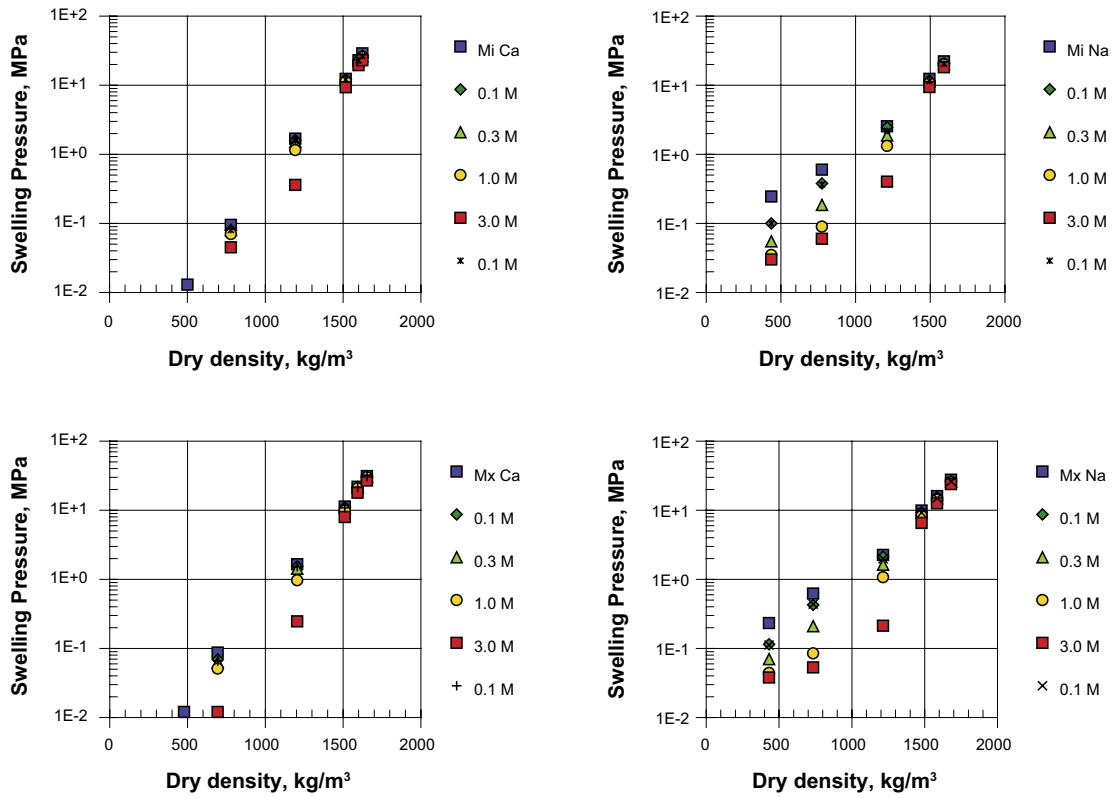 1E+2
1E+1
1E+0
1E-1
1E-2
Swelling Pressure, MPa
0 500 1000 1500 2000
Dry density, kg/m³
Mi Ca
0.1 M
0.3 M
1.0 M
3.0 M
0.1 M
1E+2
1E+1
1E+0
1E-1
1E-2
Swelling Pressure, MPa
0 500 1000 1500 2000
Dry density, kg/m³
Mi Na
0.1 M
0.3 M
1.0 M
3.0 M
0.1 M
1E+2
1E+1
1E+0
1E-1
1E-2
Swelling Pressure, MPa
0 500 1000 1500 2000
Dry density, kg/m³
Mx Ca
0.1 M
0.3 M
1.0 M
3.0 M
0.1 M
1E+2
1E+1
1E+0
1E-1
1E-2
Swelling Pressure, MPa
0 500 1000 1500 2000
Dry density, kg/m³
Mx Na
0.1 M
0.3 M
1.0 M
3.0 M
0.1 M